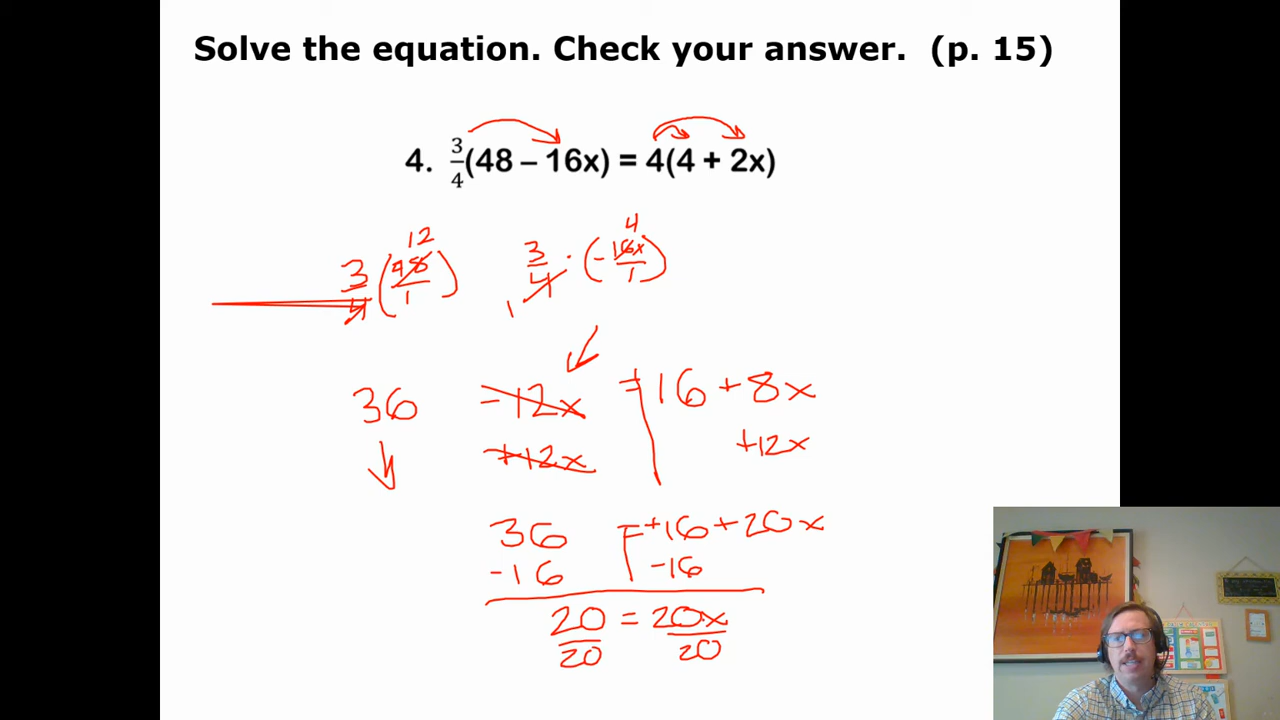 Solve the equation. Check your answer. (p. 15)
4. 3/4(48 – 16x) = 4(4 + 2x)
12 4
3/4 (48/1) 3/4 · (-16x/1)
1
36 -12x = 16 + 8x
+12x +12x
36 = +16 + 20x
-16 -16
20 = 20x
20 20